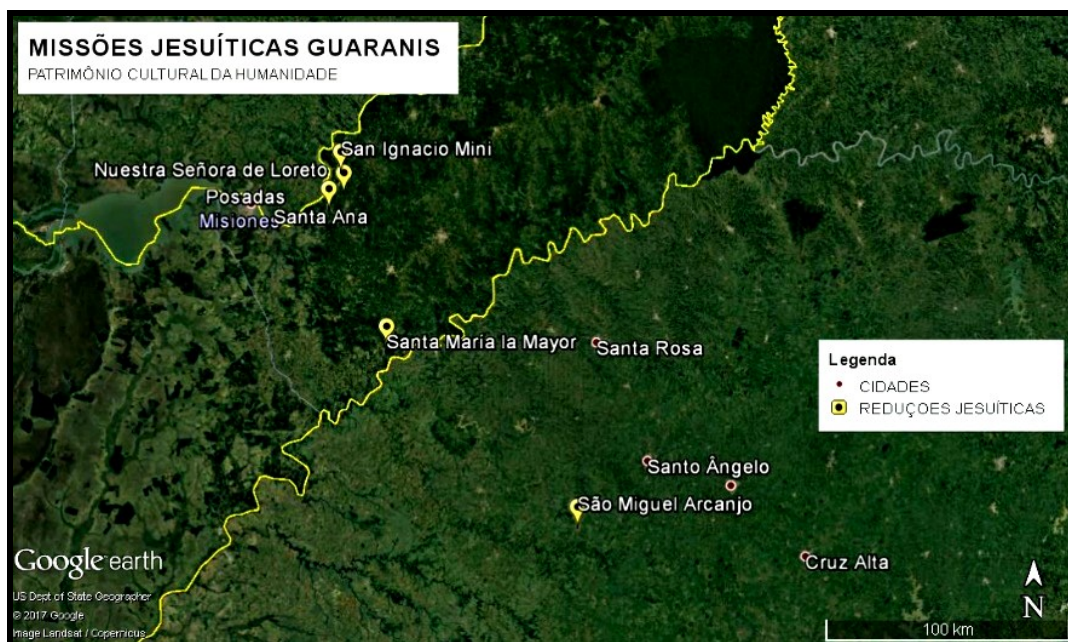 MISSÕES JESUÍTICAS GUARANIS
PATRIMÔNIO CULTURAL DA HUMANIDADE
San Ignacio Mini
Nuestra Señora de Loreto
Posadas
Misiones
Santa Ana
Santa Maria la Mayor
Santa Rosa
Legenda
CIDADES
REDUÇOES JESUÍTICAS
Santo Ângelo
São Miguel Arcanjo
Cruz Alta
Google earth
US Dept of State Geographer
© 2017 Google
Image Landsat / Copernicus
N
100 km